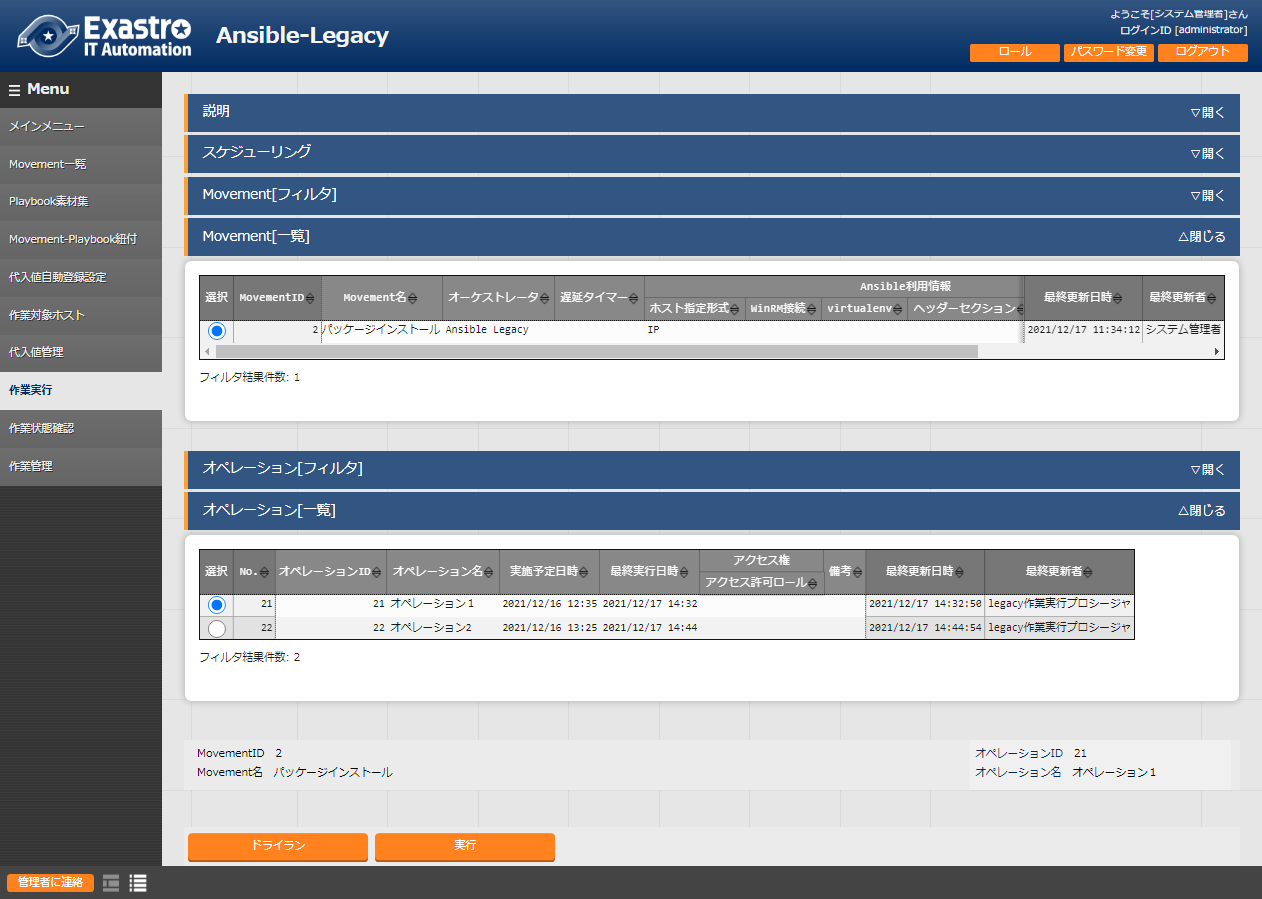 Exastro
IT Automation
Ansible-Legacy
ようこそ[システム管理者]さん
ログインID [administrator]
ロール パスワード変更 ログアウト
Menu
メインメニュー
Movement一覧
Playbook素材集
Movement-Playbook紐付
代入値自動登録設定
作業対象ホスト
代入値管理
作業実行
作業状態確認
作業管理
説明 ▽開く
スケジューリング ▽開く
Movement[フィルタ] ▽開く
Movement[一覧] △閉じる
選択 MovementID Movement名 オーケストレータ 遅延タイマー Ansible利用情報 最終更新日時 最終更新者
ホスト指定形式 WinRM接続 virtualenv ヘッダーセクション
2 パッケージインストール Ansible Legacy IP 2021/12/17 11:34:12 システム管理者
フィルタ結果件数: 1
オペレーション[フィルタ] ▽開く
オペレーション[一覧] △閉じる
選択 No. オペレーションID オペレーション名 実施予定日時 最終実行日時 アクセス権 備考 最終更新日時 最終更新者
アクセス許可ロール
21 21 オペレーション1 2021/12/16 12:35 2021/12/17 14:32 2021/12/17 14:32:50 legacy作業実行プロシージャ
22 22 オペレーション2 2021/12/16 13:25 2021/12/17 14:44 2021/12/17 14:44:54 legacy作業実行プロシージャ
フィルタ結果件数: 2
MovementID 2 オペレーションID 21
Movement名 パッケージインストール オペレーション名 オペレーション1
ドライラン 実行
管理者に連絡